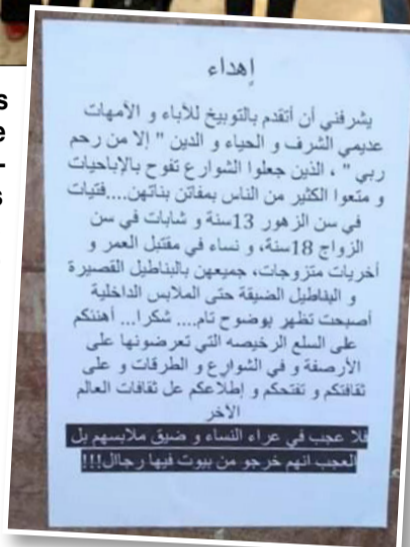 s
e
-
s
إهداء
يشرفني أن أتقدم بالتوبيخ للأباء و الأمهات
عديمي الشرف و الحياء و الدين " إلا من رحم
ربي " ، الذين جعلوا الشوارع تفوح بالإباحيات
و متعوا الكثير من الناس بمفاتن بناتهن....فتيات
في سن الزهور 13سنة و شابات في سن
الزواج 18سنة، و نساء في مقتبل العمر و
أخريات متزوجات، جميعهن بالبناطيل القصيرة
و البناطيل الضيقة حتى الملابس الداخلية
أصبحت تظهر بوضوح تام.... شكرا... أهنئكم
على السلع الرخيصه التي تعرضونها على
الأرصفة و في الشوارع و الطرقات و على
ثقافتكم و تفتحكم و إطلاعكم عل ثقافات العالم
الأخر
فلا عجب في عراء النساء و ضيق ملابسهم بل
العجب انهم خرجو من بيوت فيها رجاال!!!